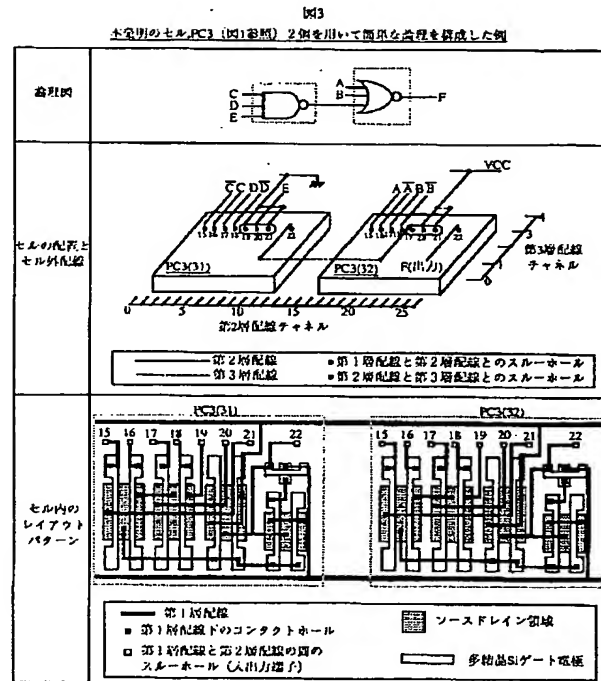 図3
本発明のセル,PC3(図1参照)2個を用いて簡単な論理を構成した例
論理図
C
D
E
A
B
F
セルの配置と
セル外配線
C̅ C D D̅ E
A A̅ B B̅
VCC
15 16 17 18 19 20 21 22
15 16 17 18 19 20 21 22
PC3(31)
PC3(32)
F(出力)
第3層配線
チャネル
0
3
4
0 5 10 15 20 25
第2層配線チャネル
第2層配線
第3層配線
第1層配線と第2層配線とのスルーホール
第2層配線と第3層配線とのスルーホール
PC3(31)
PC3(32)
15 16 17 18 19 20 21 22
15 16 17 18 19 20 21 22
セル内の
レイアウト
パターン
第1層配線
第1層配線下のコンタクトホール
第1層配線と第2層配線の間の
スルーホール(入出力端子)
ソースドレイン領域
多結晶Siゲート電極